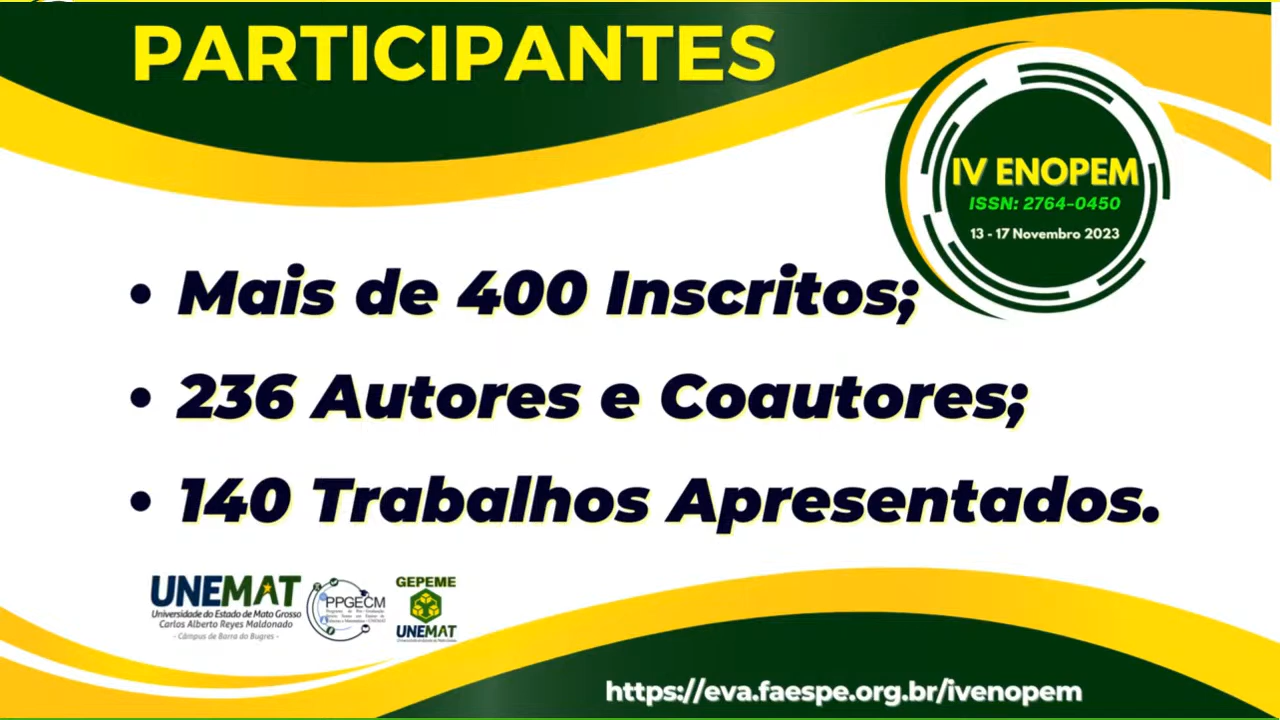 PARTICIPANTES
IV ENOPEM
ISSN: 2764-0450
13 - 17 Novembro 2023
• Mais de 400 Inscritos;
• 236 Autores e Coautores;
• 140 Trabalhos Apresentados.
UNEMAT
Universidade do Estado de Mato Grosso
Carlos Alberto Reyes Maldonado
- Câmpus de Barra do Bugres -
PPGECM
GEPEME
UNEMAT
https://eva.faespe.org.br/ivenopem